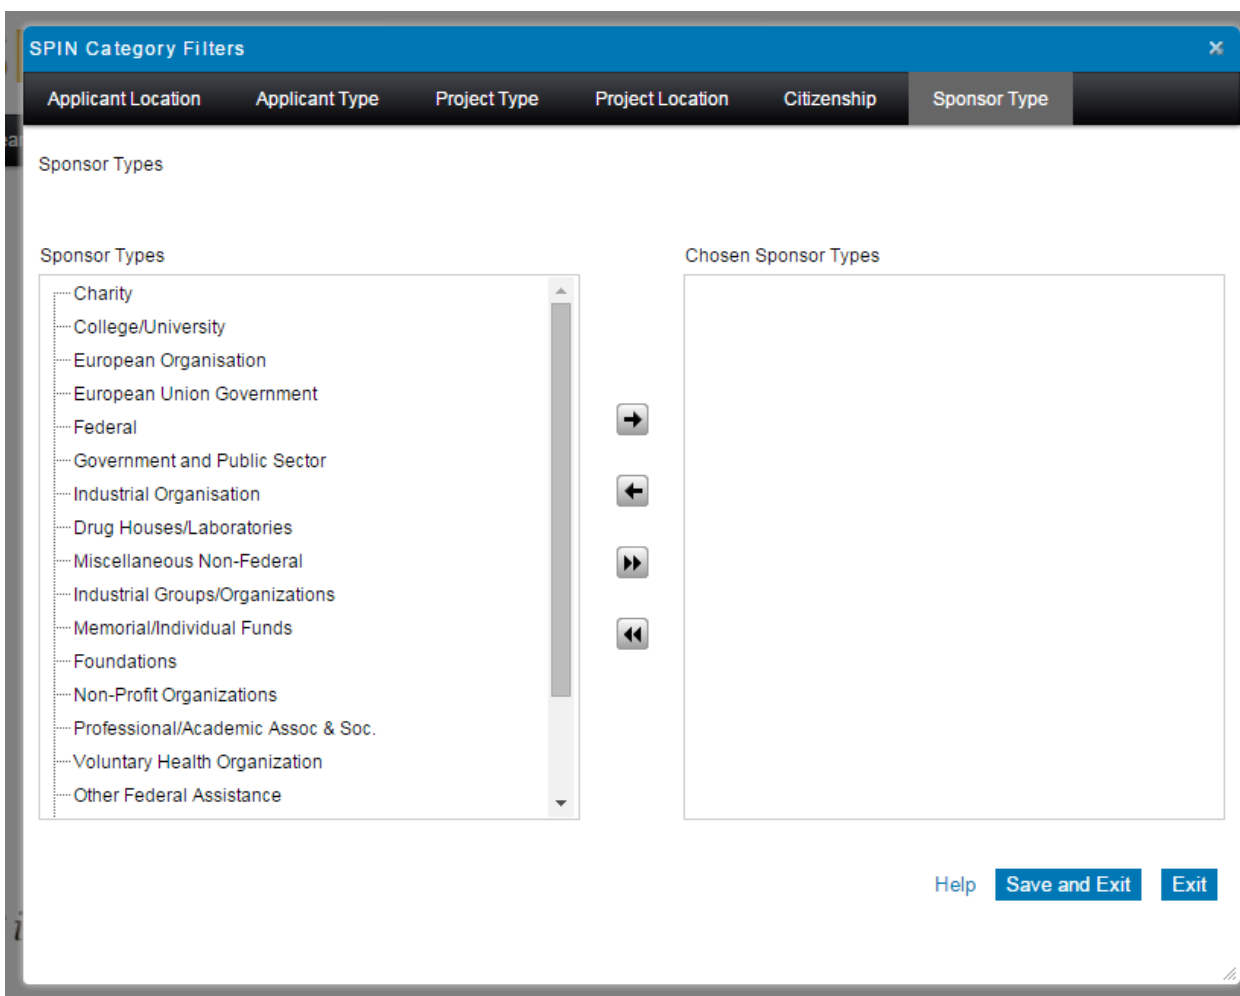 SPIN Category Filters
Applicant Location Applicant Type Project Type Project Location Citizenship Sponsor Type
Sponsor Types
Sponsor Types
Chosen Sponsor Types
Charity
College/University
European Organisation
European Union Government
Federal
Government and Public Sector
Industrial Organisation
Drug Houses/Laboratories
Miscellaneous Non-Federal
Industrial Groups/Organizations
Memorial/Individual Funds
Foundations
Non-Profit Organizations
Professional/Academic Assoc & Soc.
Voluntary Health Organization
Other Federal Assistance
Help Save and Exit Exit